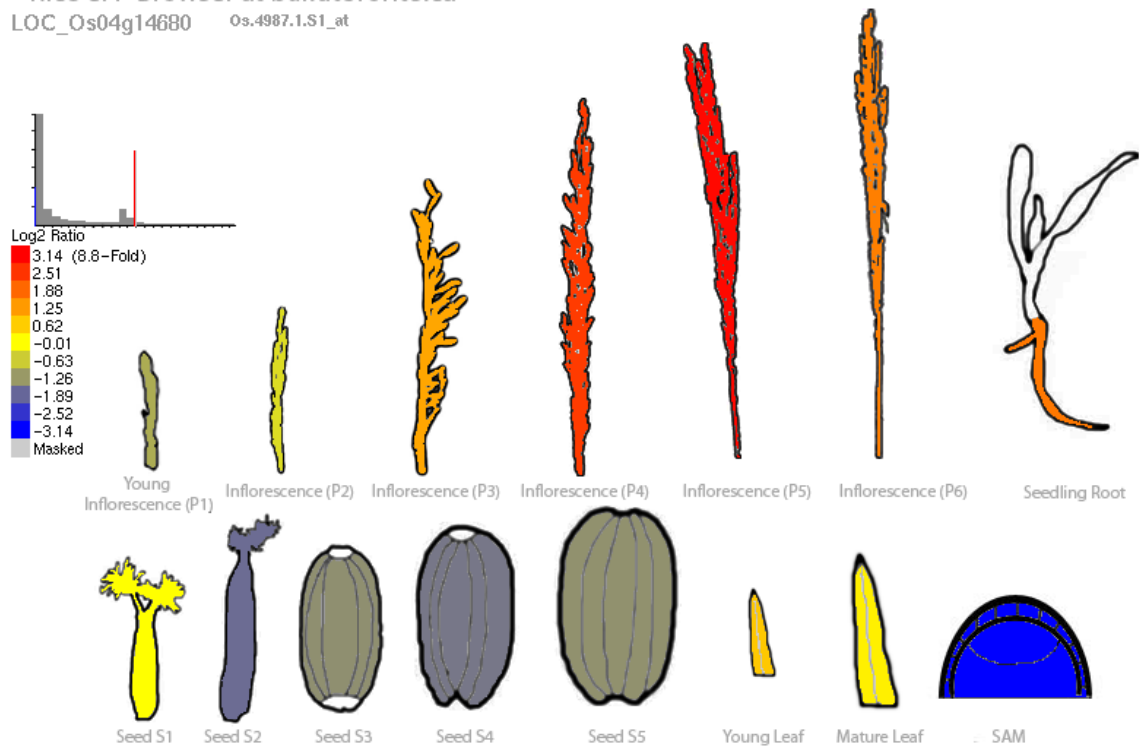 LOC_Os04g14680 Os.4987.1.S1_at
Log2 Ratio
3.14 (8.8-Fold)
2.51
1.88
1.25
0.62
-0.01
-0.63
-1.26
-1.89
-2.52
-3.14
Masked
Young
Inflorescence (P1)
Inflorescence (P2)
Inflorescence (P3)
Inflorescence (P4)
Inflorescence (P5)
Inflorescence (P6)
Seedling Root
Seed S1
Seed S2
Seed S3
Seed S4
Seed S5
Young Leaf
Mature Leaf
SAM